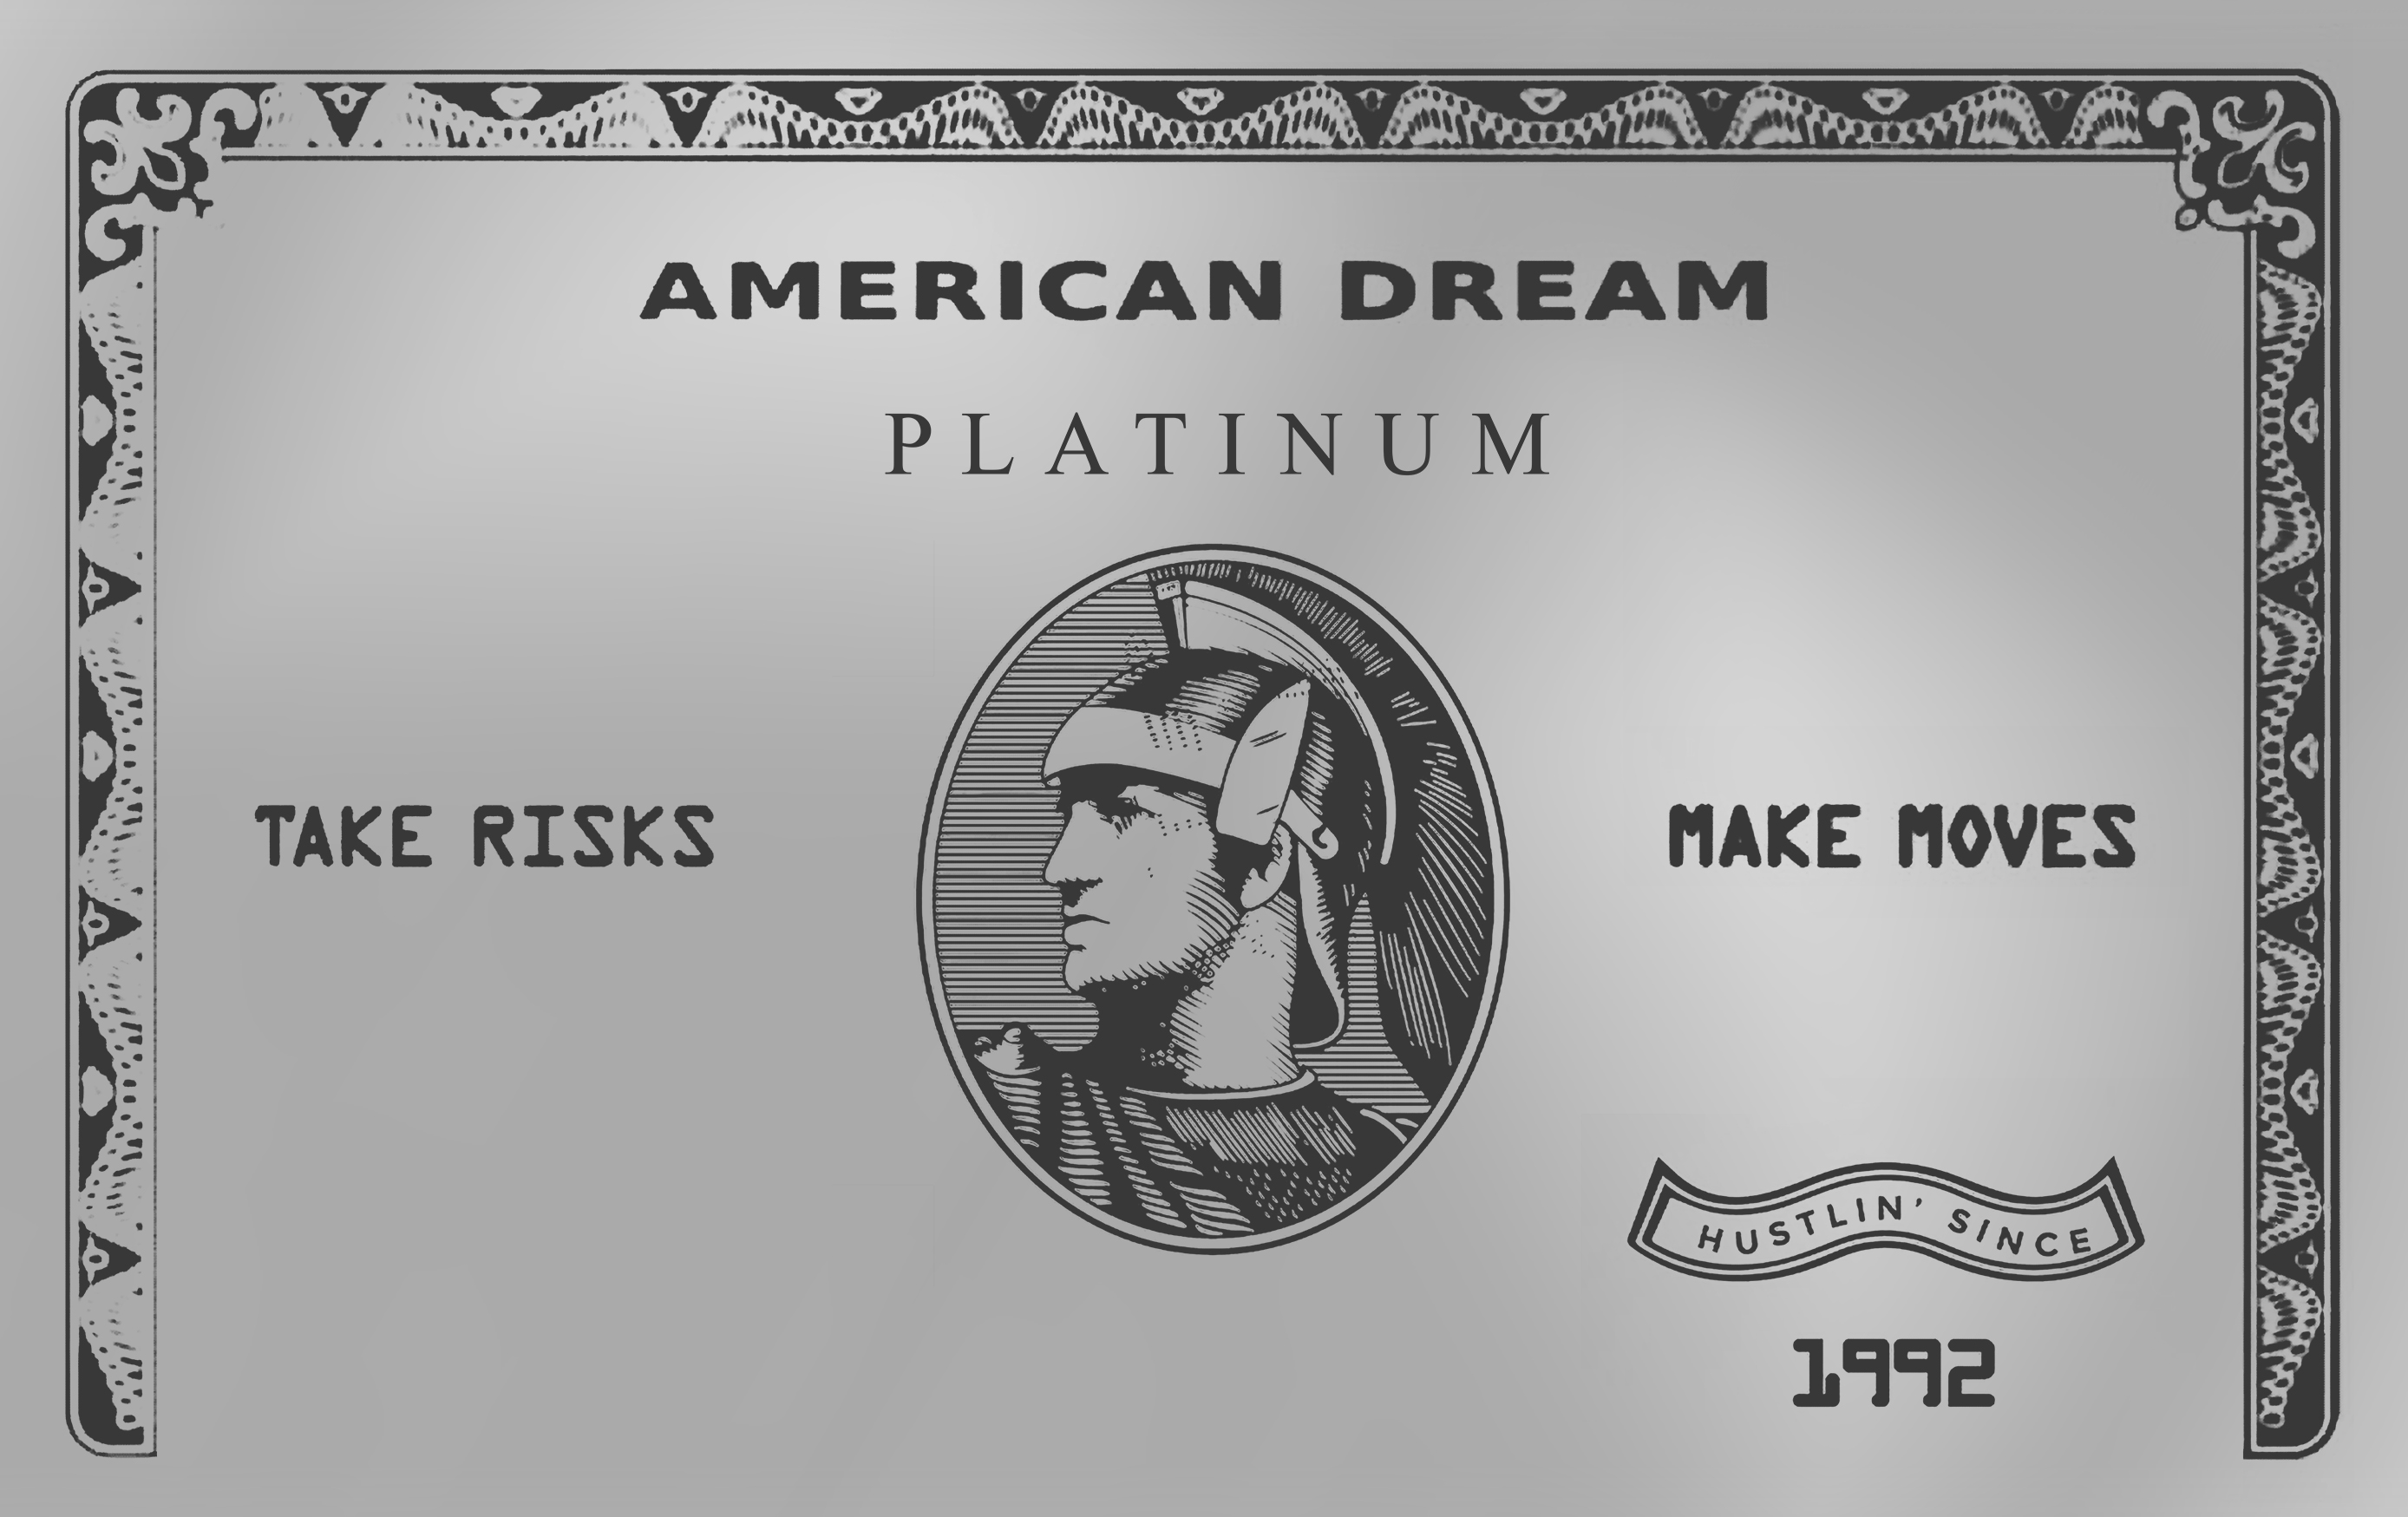 AMERICAN DREAM
PLATINUM
TAKE RISKS
MAKE MOVES
HUSTLIN' SINCE
1992